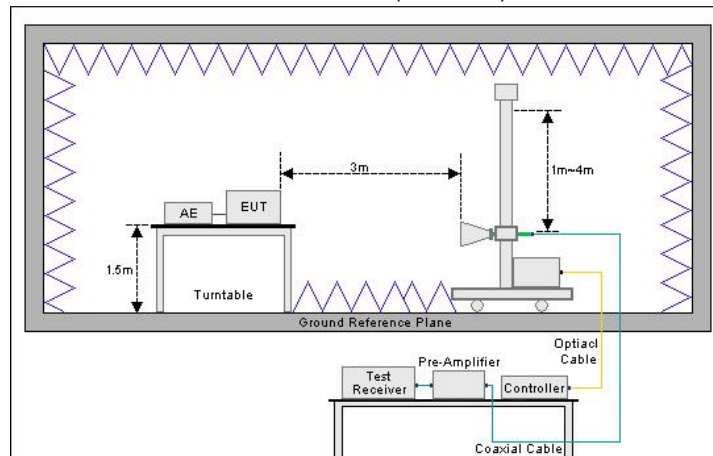 3m
1m~4m
AE
EUT
1.5m
Turntable
Ground Reference Plane
Optiacl
Cable
Pre-Amplifier
Test
Receiver
Controller
Coaxial Cable